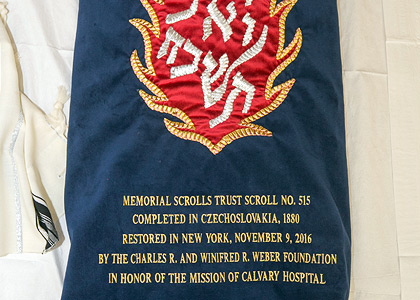 תשכח
MEMORIAL SCROLLS TRUST SCROLL NO. 515
COMPLETED IN CZECHOSLOVAKIA, 1880
RESTORED IN NEW YORK, NOVEMBER 9, 2016
BY THE CHARLES R. AND WINIFRED R. WEBER FOUNDATION
IN HONOR OF THE MISSION OF CALVARY HOSPITAL